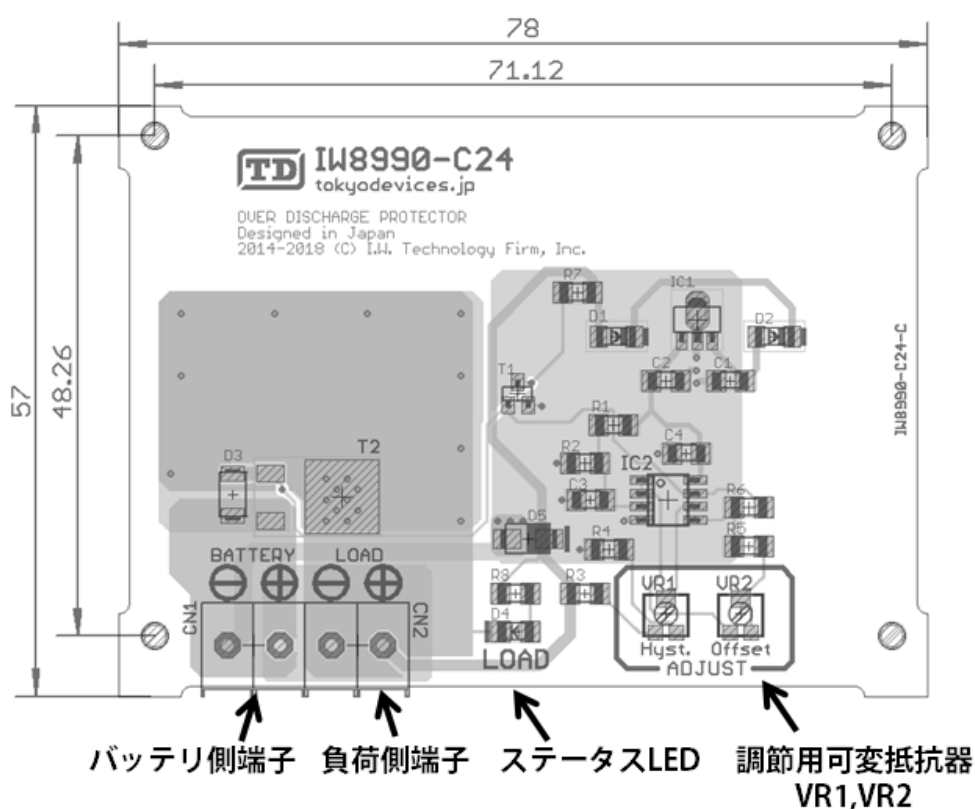 78
71.12
TD IW8990-C24
tokyodevices.jp
OVER DISCHARGE PROTECTOR
Designed in Japan
2014-2018 (C) I.W. Technology Firm, Inc.
57
48.26
IW8990-C24-C
R7
IC1
D1
D2
T1
C2
C1
R1
C4
R2
IC2
T2
D3
C3
R6
D5
R4
R5
BATTERY
LOAD
R8
R3
VR1
VR2
CN1
CN2
D4
LOAD
Hyst.
Offset
ADJUST
バッテリ側端子
負荷側端子
ステータスLED
調節用可変抵抗器
VR1,VR2